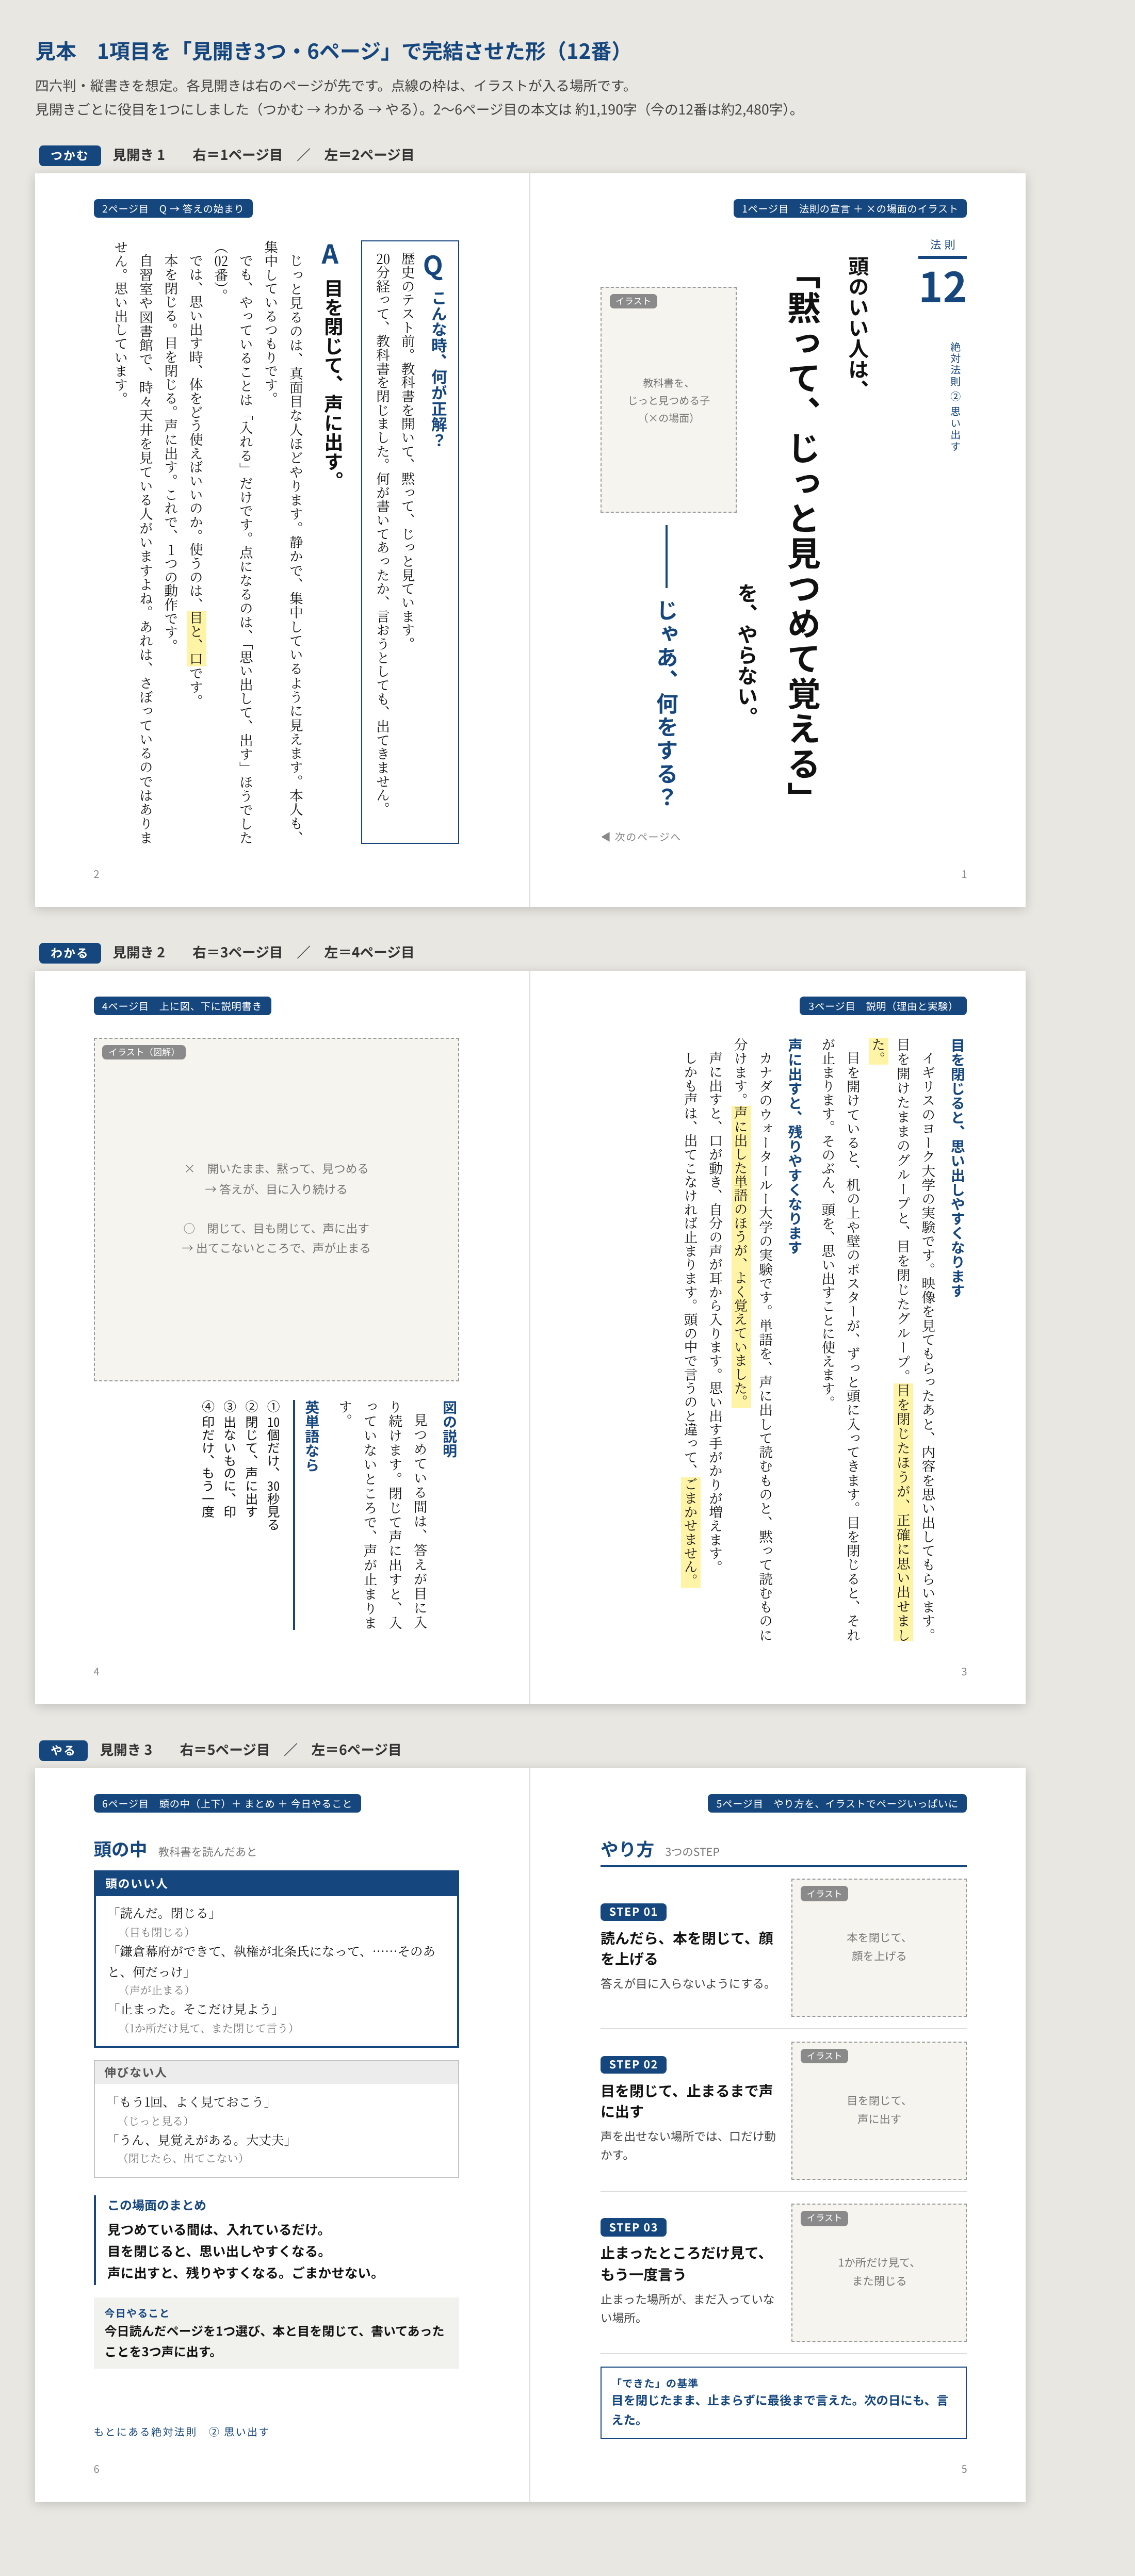 見本　1項目を「見開き3つ・6ページ」で完結させた形（12番）
四六判・縦書きを想定。各見開きは右のページが先です。点線の枠は、イラストが入る場所です。
見開きごとに役目を1つにしました（つかむ → わかる → やる）。2〜6ページ目の本文は 約1,190字（今の12番は約2,480字）。
つかむ　見開き 1　　右＝1ページ目　／　左＝2ページ目
1ページ目　法則の宣言 ＋ ×の場面のイラスト
法則
12
絶対法則 ② 思い出す
頭のいい人は、
「黙って、じっと見つめて覚える」
を、やらない。
イラスト
教科書を、
じっと見つめる子
（×の場面）
じゃあ、何をする？
◀ 次のページへ
1
2ページ目　Q → 答えの始まり
Q こんな時、何が正解？
歴史のテスト前。教科書を開いて、黙って、じっと見ています。
20分経って、教科書を閉じました。何が書いてあったか、言おうとしても、出てきません。
A 目を閉じて、声に出す。
じっと見るのは、真面目な人ほどやります。静かで、集中しているように見えます。本人も、
集中しているつもりです。
でも、やっていることは「入れる」だけです。点になるのは、「思い出して、出す」ほうでした
（02番）。
では、思い出す時、体をどう使えばいいのか。使うのは、目と、口です。
本を閉じる。目を閉じる。声に出す。これで、1つの動作です。
自習室や図書館で、時々天井を見ている人がいますよね。あれは、さぼっているのではありま
せん。思い出しています。
2
わかる　見開き 2　　右＝3ページ目　／　左＝4ページ目
3ページ目　説明（理由と実験）
目を閉じると、思い出しやすくなります
イギリスのヨーク大学の実験です。映像を見てもらったあと、内容を思い出してもらいます。
目を開けたままのグループと、目を閉じたグループ。目を閉じたほうが、正確に思い出せまし
た。
目を開けていると、机の上や壁のポスターが、ずっと頭に入ってきます。目を閉じると、それ
が止まります。そのぶん、頭を、思い出すことに使えます。
声に出すと、残りやすくなります
カナダのウォータールー大学の実験です。単語を、声に出して読むものと、黙って読むものに
分けます。声に出した単語のほうが、よく覚えていました。
声に出すと、口が動き、自分の声が耳から入ります。思い出す手がかりが増えます。
しかも声は、出てこなければ止まります。頭の中で言うのと違って、ごまかせません。
3
4ページ目　上に図、下に説明書き
イラスト（図解）
×　開いたまま、黙って、見つめる
→ 答えが、目に入り続ける
○　閉じて、目も閉じて、声に出す
→ 出てこないところで、声が止まる
図の説明
見つめている間は、答えが目に入
り続けます。閉じて声に出すと、入
っていないところで、声が止まりま
す。
英単語なら
① 10個だけ、30秒見る
② 閉じて、声に出す
③ 出ないものに、印
④ 印だけ、もう一度
4
やる　見開き 3　　右＝5ページ目　／　左＝6ページ目
5ページ目　やり方を、イラストでページいっぱいに
やり方　3つのSTEP
STEP 01
読んだら、本を閉じて、顔
を上げる
答えが目に入らないようにする。
イラスト
本を閉じて、
顔を上げる
STEP 02
目を閉じて、止まるまで声
に出す
声を出せない場所では、口だけ動
かす。
イラスト
目を閉じて、
声に出す
STEP 03
止まったところだけ見て、
もう一度言う
止まった場所が、まだ入っていな
い場所。
イラスト
1か所だけ見て、
また閉じる
「できた」の基準
目を閉じたまま、止まらずに最後まで言えた。次の日にも、言
えた。
5
6ページ目　頭の中（上下）＋ まとめ ＋ 今日やること
頭の中　教科書を読んだあと
頭のいい人
「読んだ。閉じる」
（目も閉じる）
「鎌倉幕府ができて、執権が北条氏になって、……そのあ
と、何だっけ」
（声が止まる）
「止まった。そこだけ見よう」
（1か所だけ見て、また閉じて言う）
伸びない人
「もう1回、よく見ておこう」
（じっと見る）
「うん、見覚えがある。大丈夫」
（閉じたら、出てこない）
この場面のまとめ
見つめている間は、入れているだけ。
目を閉じると、思い出しやすくなる。
声に出すと、残りやすくなる。ごまかせない。
今日やること
今日読んだページを1つ選び、本と目を閉じて、書いてあった
ことを3つ声に出す。
もとにある絶対法則　② 思い出す
6